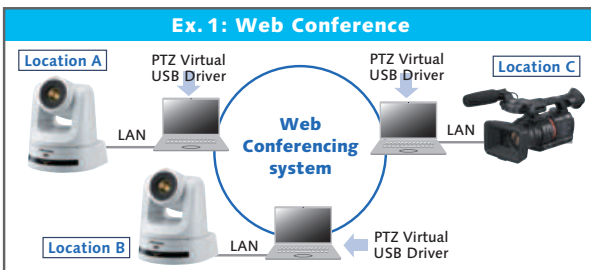 Ex. 1: Web Conference
Location A
PTZ Virtual
USB Driver
PTZ Virtual
USB Driver
Location C
LAN
Web
Conferencing
system
LAN
Location B
LAN
PTZ Virtual
USB Driver